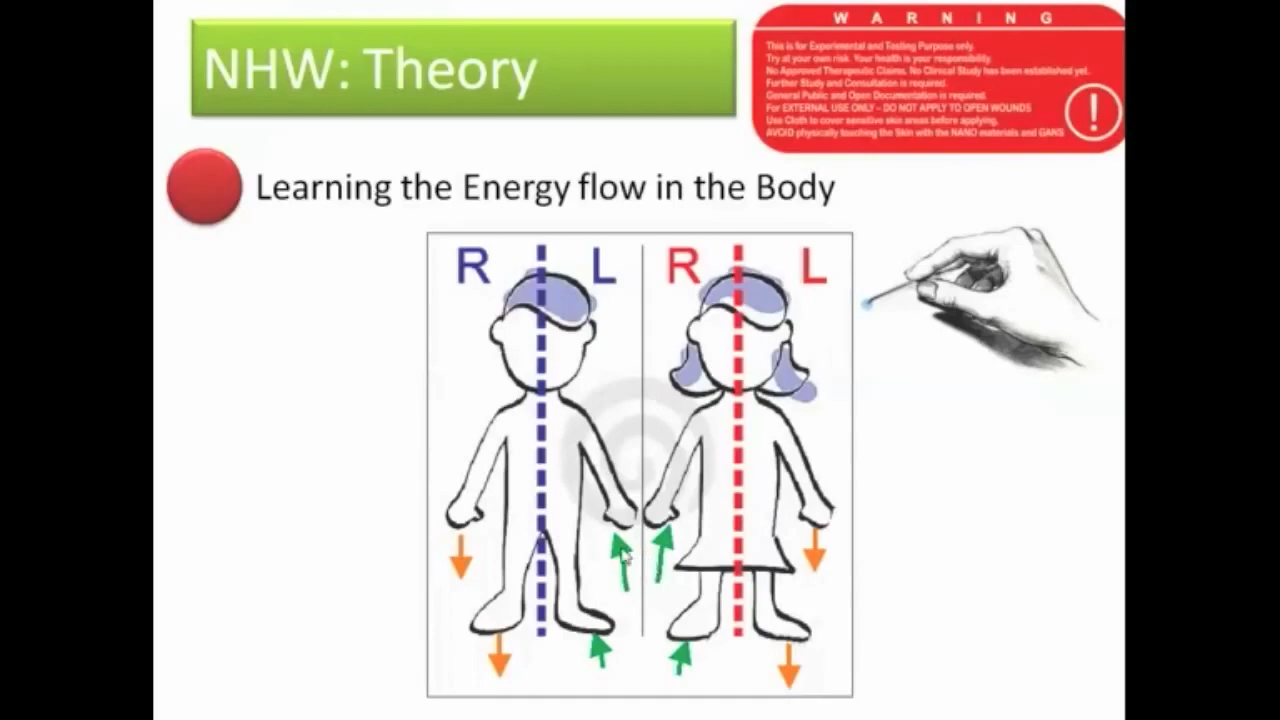 NHW: Theory
W A R N I N G
This is for Experimental and Testing Purpose only.
Try at your own risk. Your health is your responsibility.
No Approved Therapeutic Claims. No Clinical Study has been established yet.
Further Study and Consultation is required.
General Public and Open Documentation is required.
For EXTERNAL USE ONLY - DO NOT APPLY TO OPEN WOUNDS
Use Cloth to cover sensitive skin areas before applying.
AVOID physically touching the Skin with the NANO materials and GANS
!
Learning the Energy flow in the Body
R L R L